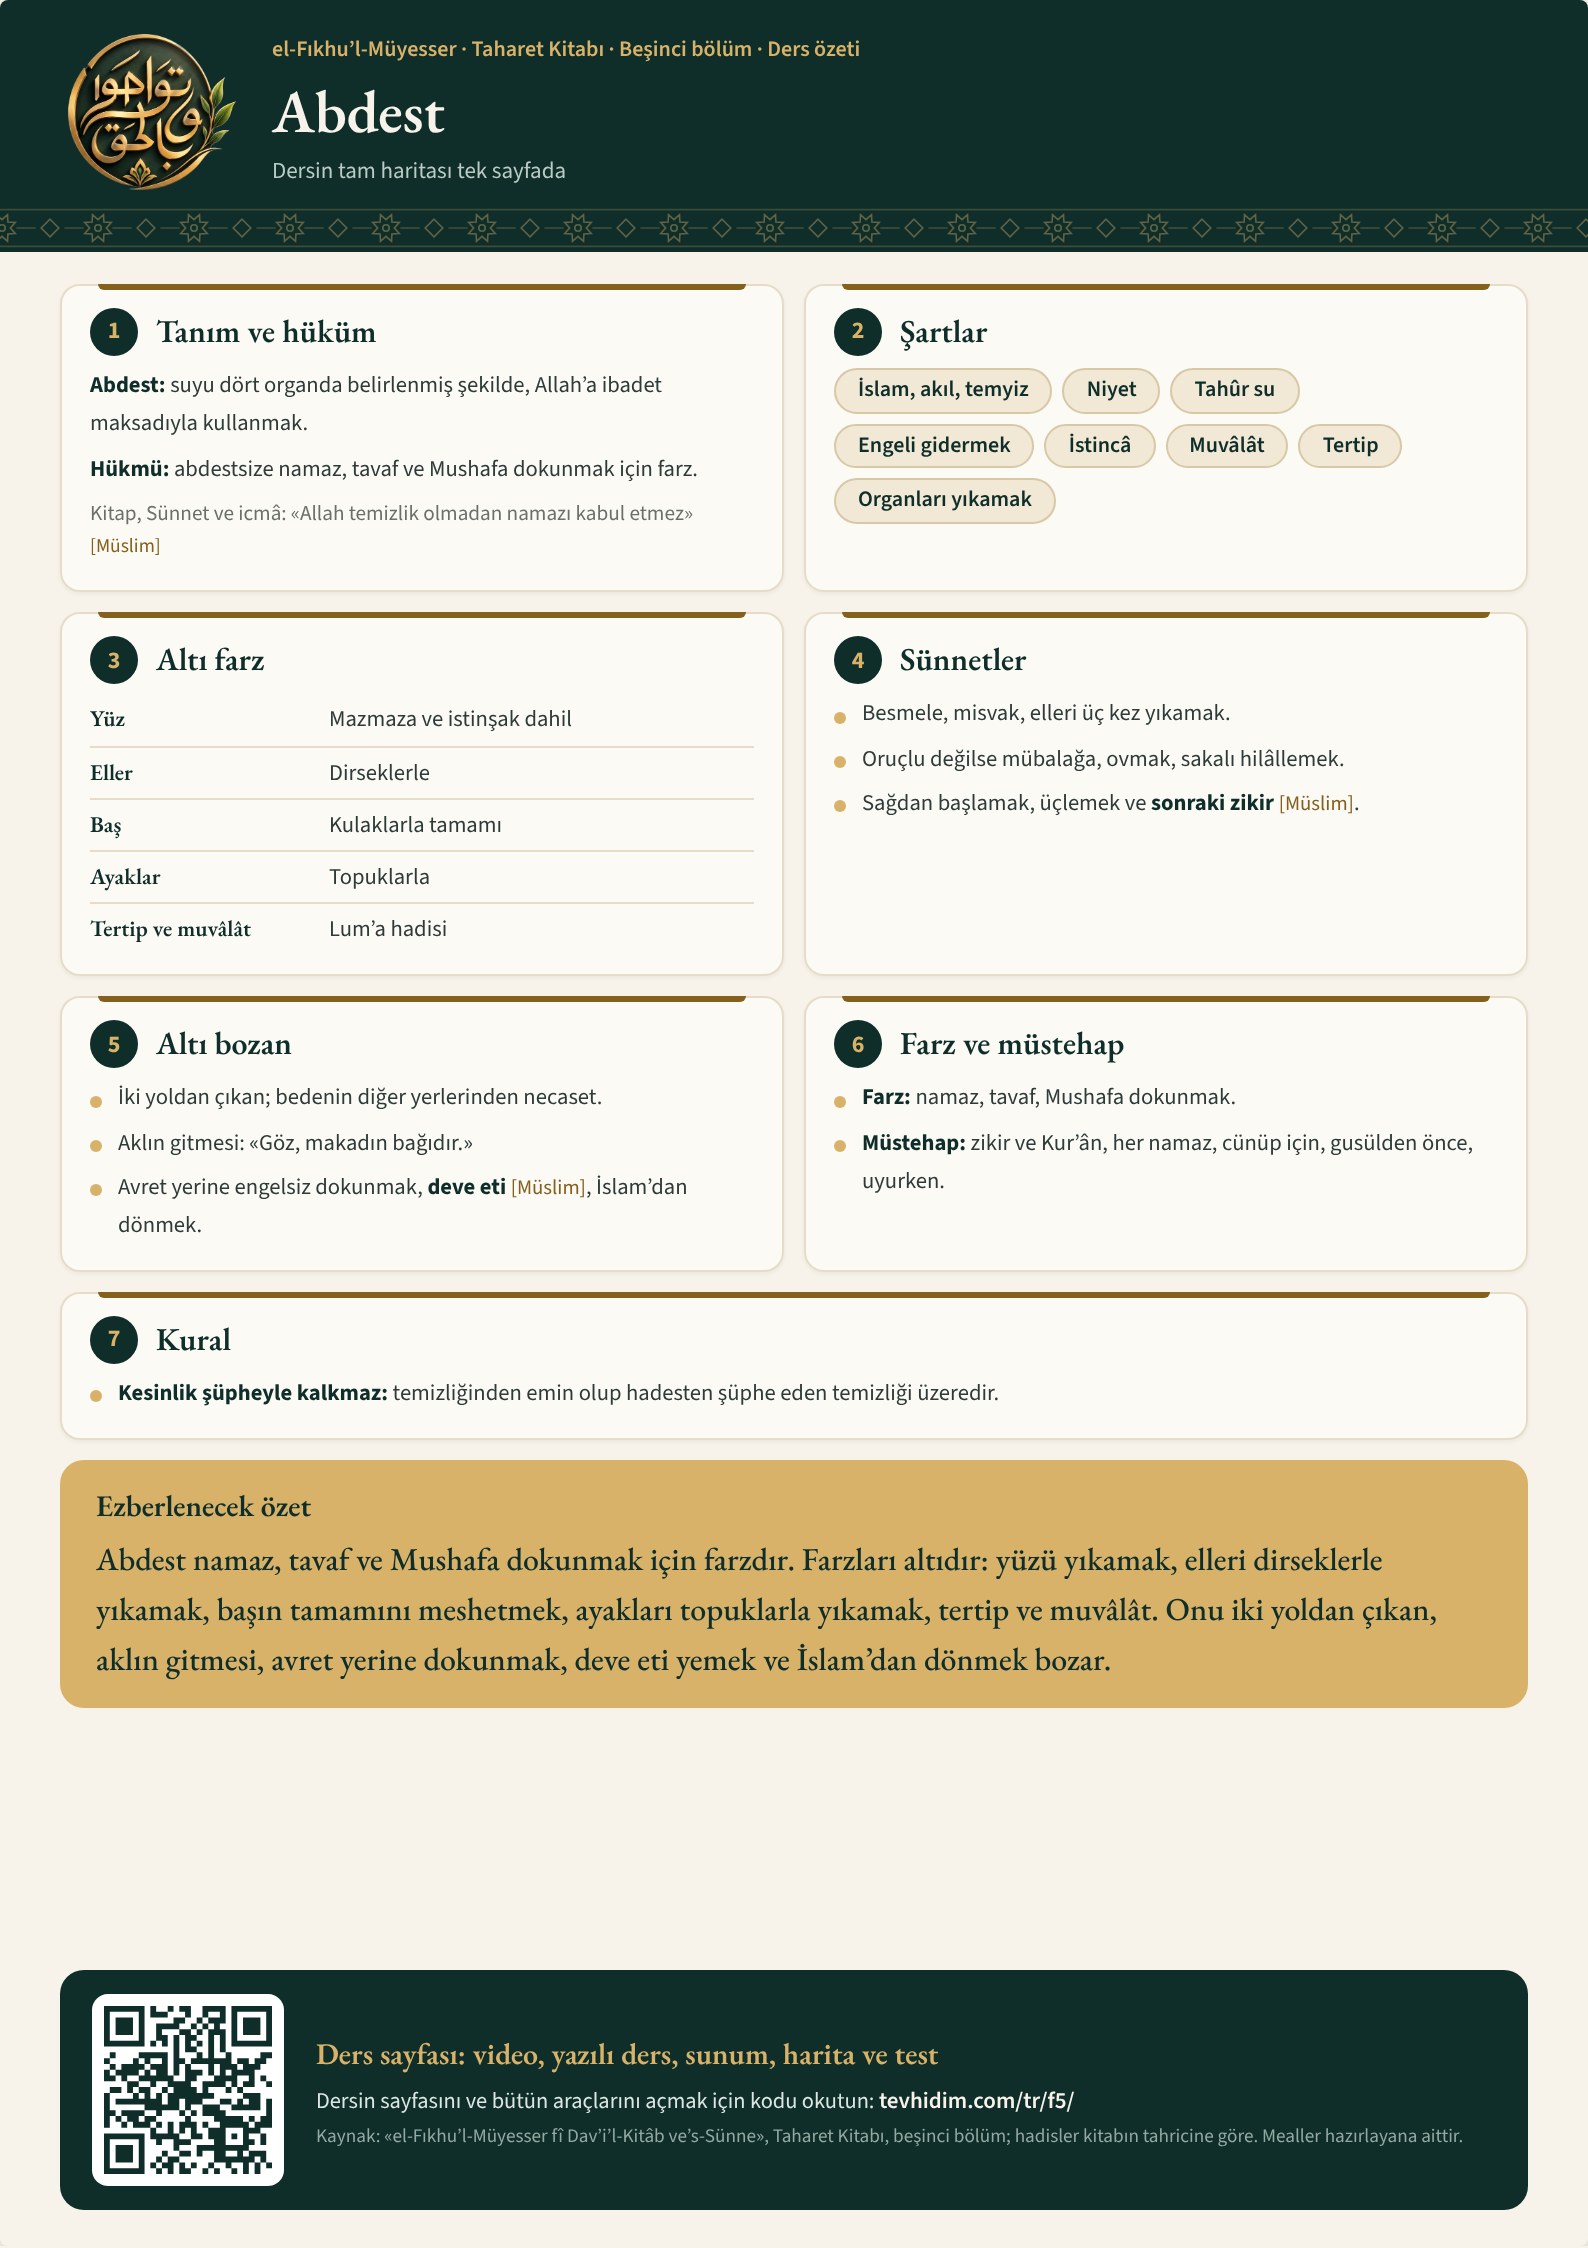 وتواصوا بالحق
el-Fıkhu’l-Müyesser · Taharet Kitabı · Beşinci bölüm · Ders özeti
Abdest
Dersin tam haritası tek sayfada
1 Tanım ve hüküm
Abdest: suyu dört organda belirlenmiş şekilde, Allah’a ibadet
maksadıyla kullanmak.
Hükmü: abdestsize namaz, tavaf ve Mushafa dokunmak için farz.
Kitap, Sünnet ve icmâ: «Allah temizlik olmadan namazı kabul etmez»
[Müslim]
2 Şartlar
İslam, akıl, temyiz Niyet Tahûr su
Engeli gidermek İstincâ Muvâlât Tertip
Organları yıkamak
3 Altı farz
Yüz Mazmaza ve istinşak dahil
Eller Dirseklerle
Baş Kulaklarla tamamı
Ayaklar Topuklarla
Tertip ve muvâlât Lum’a hadisi
4 Sünnetler
Besmele, misvak, elleri üç kez yıkamak.
Oruçlu değilse mübalağa, ovmak, sakalı hilâllemek.
Sağdan başlamak, üçlemek ve sonraki zikir [Müslim].
5 Altı bozan
İki yoldan çıkan; bedenin diğer yerlerinden necaset.
Aklın gitmesi: «Göz, makadın bağıdır.»
Avret yerine engelsiz dokunmak, deve eti [Müslim], İslam’dan
dönmek.
6 Farz ve müstehap
Farz: namaz, tavaf, Mushafa dokunmak.
Müstehap: zikir ve Kur’ân, her namaz, cünüp için, gusülden önce,
uyurken.
7 Kural
Kesinlik şüpheyle kalkmaz: temizliğinden emin olup hadesten şüphe eden temizliği üzeredir.
Ezberlenecek özet
Abdest namaz, tavaf ve Mushafa dokunmak için farzdır. Farzları altıdır: yüzü yıkamak, elleri dirseklerle
yıkamak, başın tamamını meshetmek, ayakları topuklarla yıkamak, tertip ve muvâlât. Onu iki yoldan çıkan,
aklın gitmesi, avret yerine dokunmak, deve eti yemek ve İslam’dan dönmek bozar.
Ders sayfası: video, yazılı ders, sunum, harita ve test
Dersin sayfasını ve bütün araçlarını açmak için kodu okutun: tevhidim.com/tr/f5/
Kaynak: «el-Fıkhu’l-Müyesser fî Dav’i’l-Kitâb ve’s-Sünne», Taharet Kitabı, beşinci bölüm; hadisler kitabın tahricine göre. Mealler hazırlayana aittir.